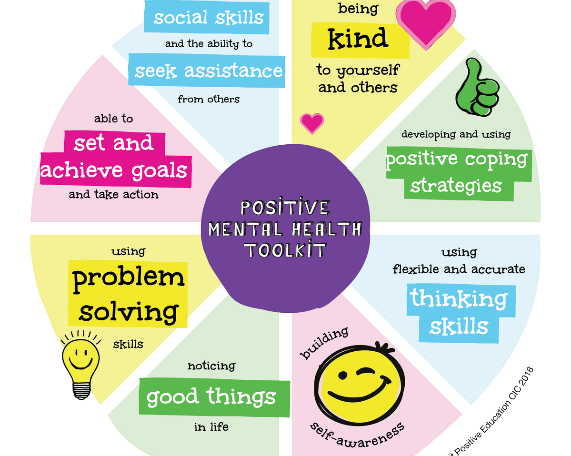 social skills
and the ability to
seek assistance
from others
being
kind
to yourself
and others
developing and using
positive coping
strategies
using
flexible and accurate
thinking
skills
building
self-awareness
noticing
good things
in life
using
problem
solving
skills
able to
set and
achieve goals
and take action
POSITIVE
MENTAL HEALTH
TOOLKIT
Positive Education CIC 2016